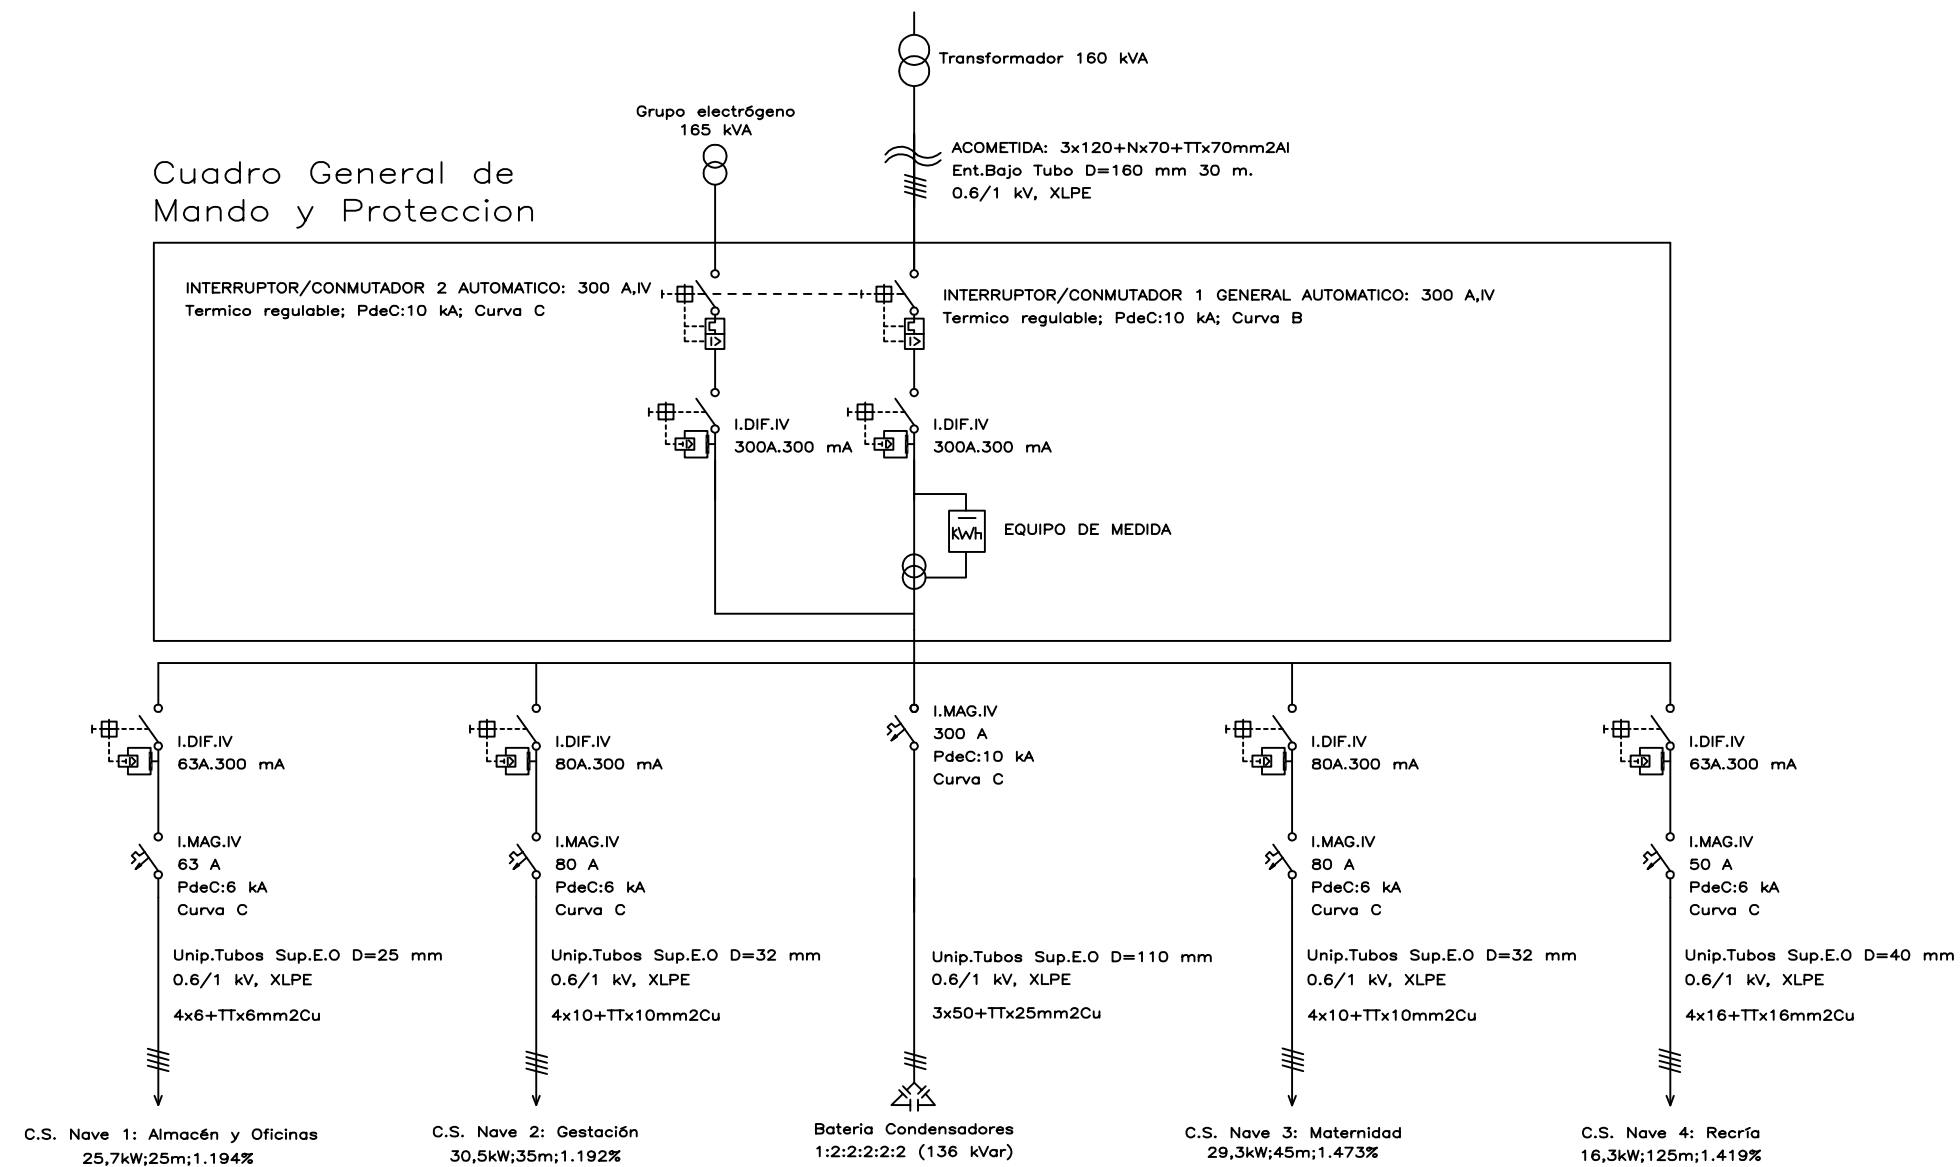 Transformador 160 kVA
Grupo electrógeno
165 kVA
ACOMETIDA: 3x120+Nx70+TTx70mm2Al
Ent.Bajo Tubo D=160 mm 30 m.
0.6/1 kV, XLPE
Cuadro General de
Mando y Proteccion
INTERRUPTOR/CONMUTADOR 2 AUTOMATICO: 300 A,IV
Termico regulable; PdeC:10 kA; Curva C
INTERRUPTOR/CONMUTADOR 1 GENERAL AUTOMATICO: 300 A,IV
Termico regulable; PdeC:10 kA; Curva B
I.DIF.IV
300A.300 mA
I.DIF.IV
300A.300 mA
KWh
EQUIPO DE MEDIDA
I.DIF.IV
63A.300 mA
I.MAG.IV
63 A
PdeC:6 kA
Curva C
Unip.Tubos Sup.E.O D=25 mm
0.6/1 kV, XLPE
4x6+TTx6mm2Cu
C.S. Nave 1: Almacén y Oficinas
25,7kW;25m;1.194%
I.DIF.IV
80A.300 mA
I.MAG.IV
80 A
PdeC:6 kA
Curva C
Unip.Tubos Sup.E.O D=32 mm
0.6/1 kV, XLPE
4x10+TTx10mm2Cu
C.S. Nave 2: Gestación
30,5kW;35m;1.192%
I.MAG.IV
300 A
PdeC:10 kA
Curva C
Unip.Tubos Sup.E.O D=110 mm
0.6/1 kV, XLPE
3x50+TTx25mm2Cu
Bateria Condensadores
1:2:2:2:2:2 (136 kVar)
I.DIF.IV
80A.300 mA
I.MAG.IV
80 A
PdeC:6 kA
Curva C
Unip.Tubos Sup.E.O D=32 mm
0.6/1 kV, XLPE
4x10+TTx10mm2Cu
C.S. Nave 3: Maternidad
29,3kW;45m;1.473%
I.DIF.IV
63A.300 mA
I.MAG.IV
50 A
PdeC:6 kA
Curva C
Unip.Tubos Sup.E.O D=40 mm
0.6/1 kV, XLPE
4x16+TTx16mm2Cu
C.S. Nave 4: Recría
16,3kW;125m;1.419%